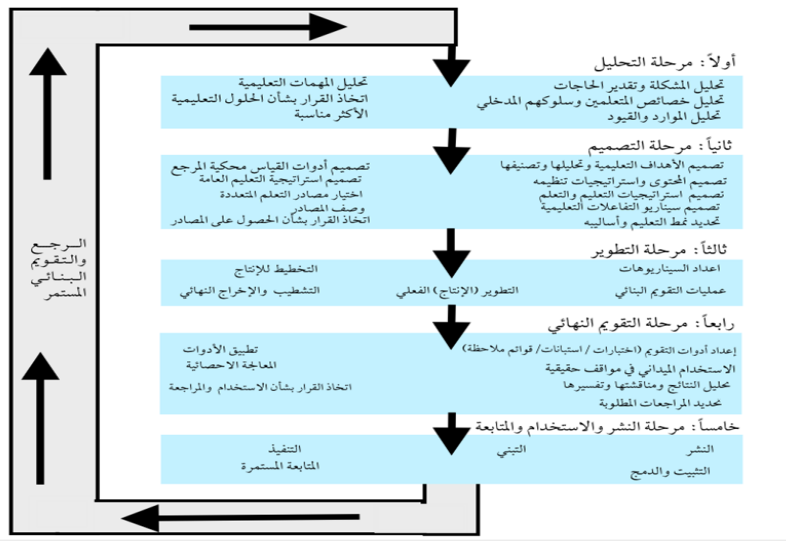 أولاً: مرحلة التحليل
تحليل المشكلة وتقدير الحاجات
تحليل خصائص المتعلمين وسلوكهم المدخلي
تحليل الموارد والقيود
تحليل المهمات التعليمية
اتخاذ القرار بشأن الحلول التعليمية
الأكثر مناسبة
ثانياً: مرحلة التصميم
تصميم الأهداف التعليمية وتحليلها وتصنيفها
تصميم المحتوى واستراتيجيات تنظيمه
تصميم استراتيجيات التعليم والتعلم
تصميم سيناريو التفاعلات التعليمية
تحديد نمط التعليم وأساليبه
تصميم أدوات القياس محكية المرجع
تصميم استراتيجية التعليم العامة
اختيار مصادر التعلم المتعددة
وصف المصادر
اتخاذ القرار بشأن الحصول على المصادر
ثالثاً: مرحلة التطوير
اعداد السيناريوهات
التخطيط للإنتاج
عمليات التقويم البنائي
التطوير (الإنتاج) الفعلي
التشطيب والإخراج النهائي
رابعاً: مرحلة التقويم النهائي
إعداد أدوات التقويم (اختبارات / استبانات/ قوائم ملاحظة)
الاستخدام الميداني في مواقف حقيقية
تحليل النتائج ومناقشتها وتفسيرها
تحديد المراجعات المطلوبة
تطبيق الأدوات
المعالجة الاحصائية
اتخاذ القرار بشأن الاستخدام والمراجعة
خامساً: مرحلة النشر والاستخدام والمتابعة
النشر
التبني
التنفيذ
التثبيت والدمج
المتابعة المستمرة
الرجع
والتقويم
البنائي
المستمر